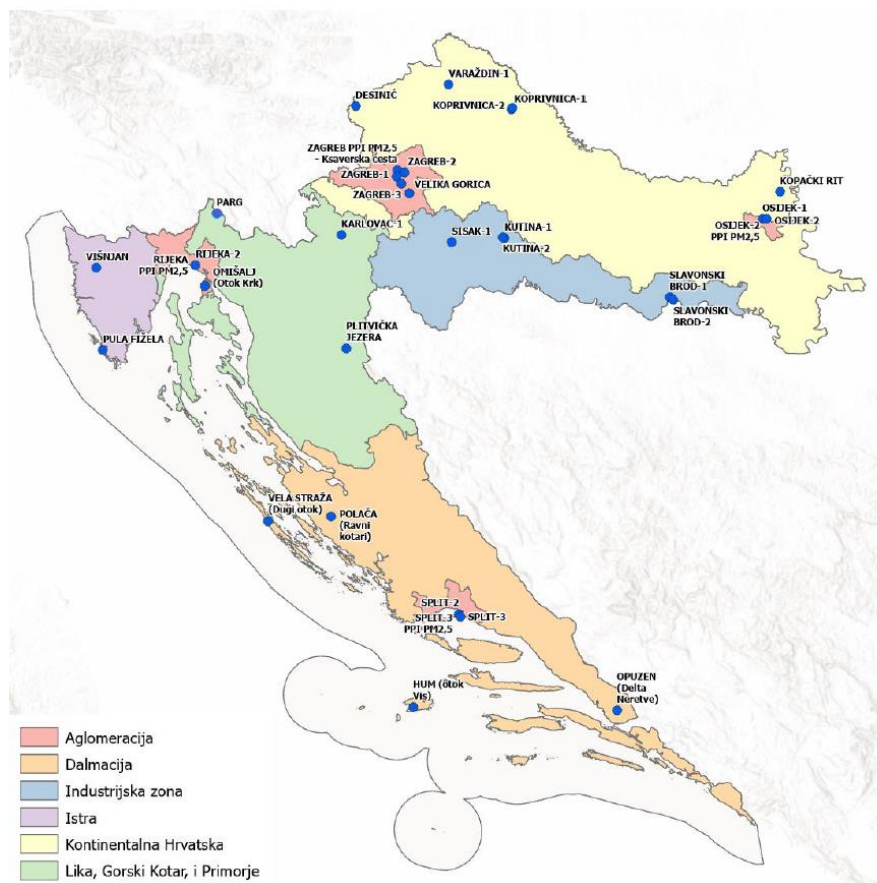 VARAŽDIN-1
DESINIĆ
KOPRIVNICA-1
KOPRIVNICA-2
ZAGREB PPI PM2,5
- Ksaverska cesta
ZAGREB-2
ZAGREB-1
VELIKA GORICA
ZAGREB-3
KOPAČKI RIT
OSIJEK-1
OSIJEK-2
OSIJEK-2
PPI PM2,5
PARG
KARLOVAC-1
SISAK-1
KUTINA-1
KUTINA-2
RIJEKA-2
RIJEKA
PPI PM2,5
VIŠNJAN
OMIŠALJ
(Otok Krk)
SLAVONSKI
BROD-1
SLAVONSKI
BROD-2
PULA FIŽELA
PLITVIČKA
JEZERA
VELA STRAŽA
(Dugi otok)
POLAČA
(Ravni
kotari)
SPLIT-2
SPLIT-3
PPI PM2,5
SPLIT-3
HUM (otok
Vis)
OPUZEN
(Delta
Neretve)
Aglomeracija
Dalmacija
Industrijska zona
Istra
Kontinentalna Hrvatska
Lika, Gorski Kotar, i Primorje